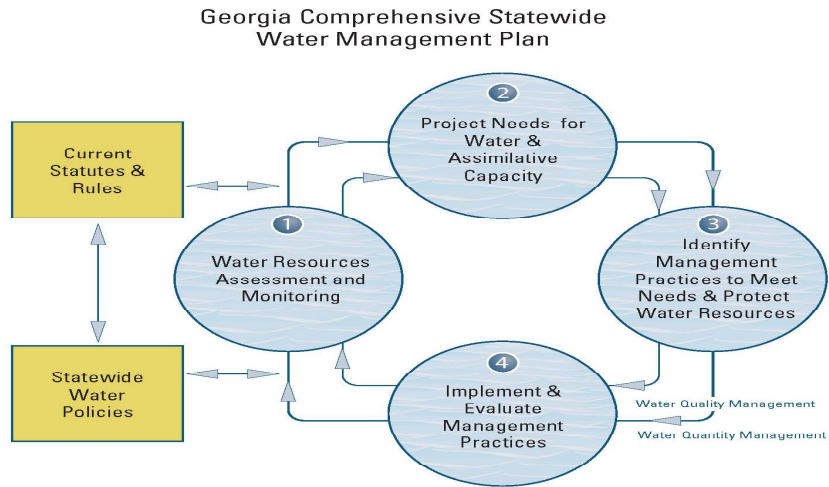 Georgia Comprehensive Statewide
Water Management Plan
Current
Statutes &
Rules
Statewide
Water
Policies
1
Water Resources
Assessment and
Monitoring
2
Project Needs for
Water &
Assimilative
Capacity
3
Identify
Management
Practices to Meet
Needs & Protect
Water Resources
4
Implement &
Evaluate
Management
Practices
Water Quality Management
Water Quantity Management